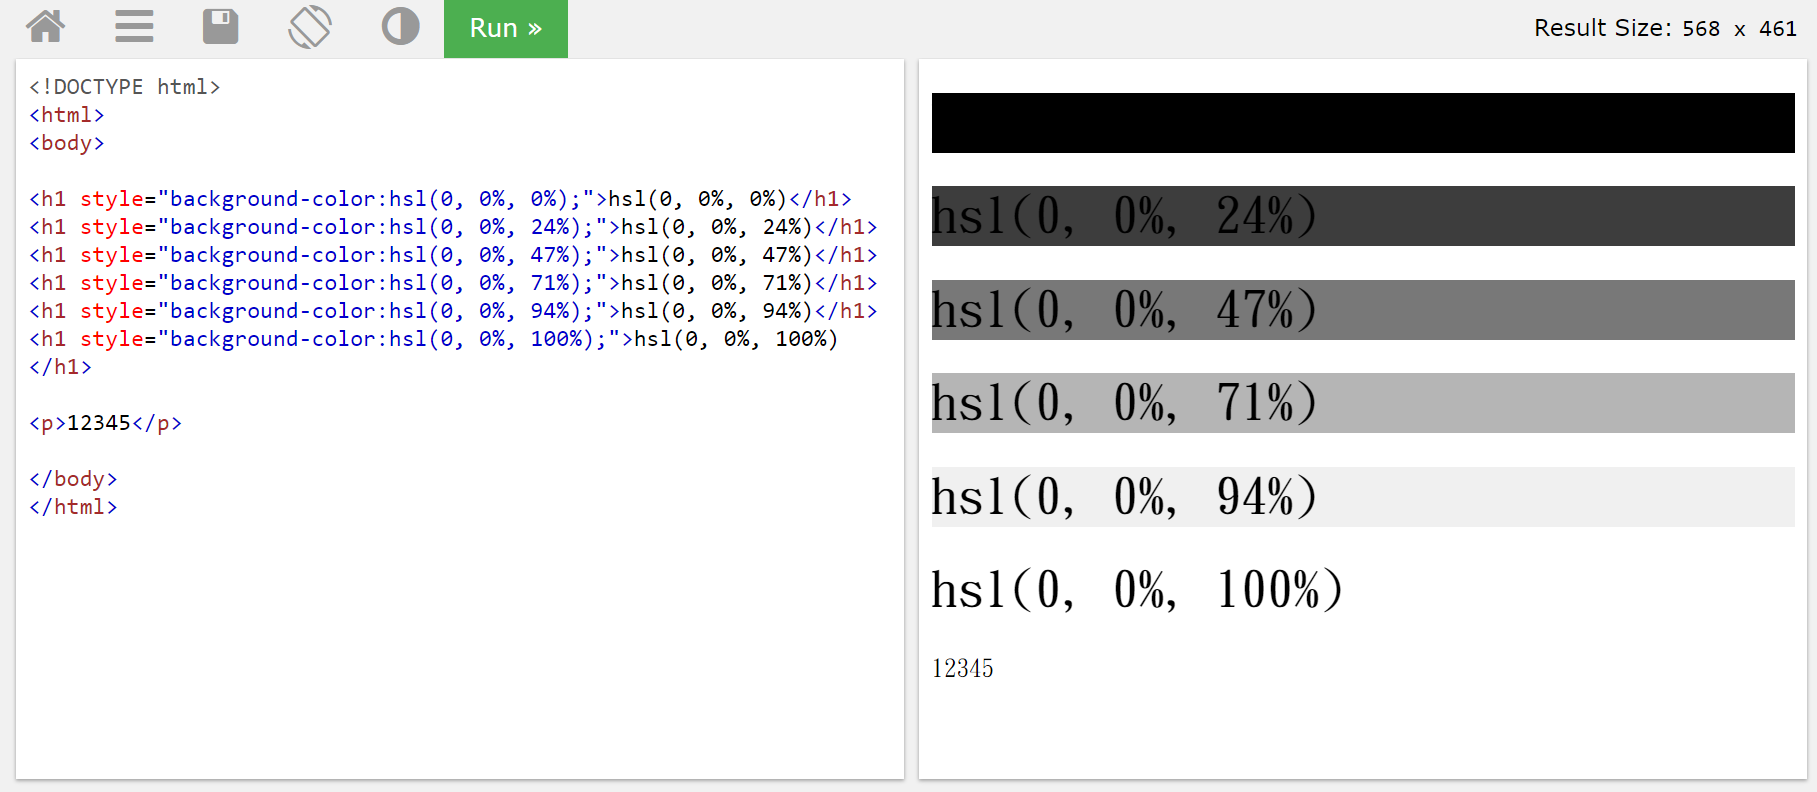 Run »
Result Size: 568 x 461
<!DOCTYPE html>
<html>
<body>
<h1 style="background-color:hsl(0, 0%, 0%);">hsl(0, 0%, 0%)</h1>
<h1 style="background-color:hsl(0, 0%, 24%);">hsl(0, 0%, 24%)</h1>
<h1 style="background-color:hsl(0, 0%, 47%);">hsl(0, 0%, 47%)</h1>
<h1 style="background-color:hsl(0, 0%, 71%);">hsl(0, 0%, 71%)</h1>
<h1 style="background-color:hsl(0, 0%, 94%);">hsl(0, 0%, 94%)</h1>
<h1 style="background-color:hsl(0, 0%, 100%);">hsl(0, 0%, 100%)
</h1>
<p>12345</p>
</body>
</html>
hsl(0, 0%, 24%)
hsl(0, 0%, 47%)
hsl(0, 0%, 71%)
hsl(0, 0%, 94%)
hsl(0, 0%, 100%)
12345